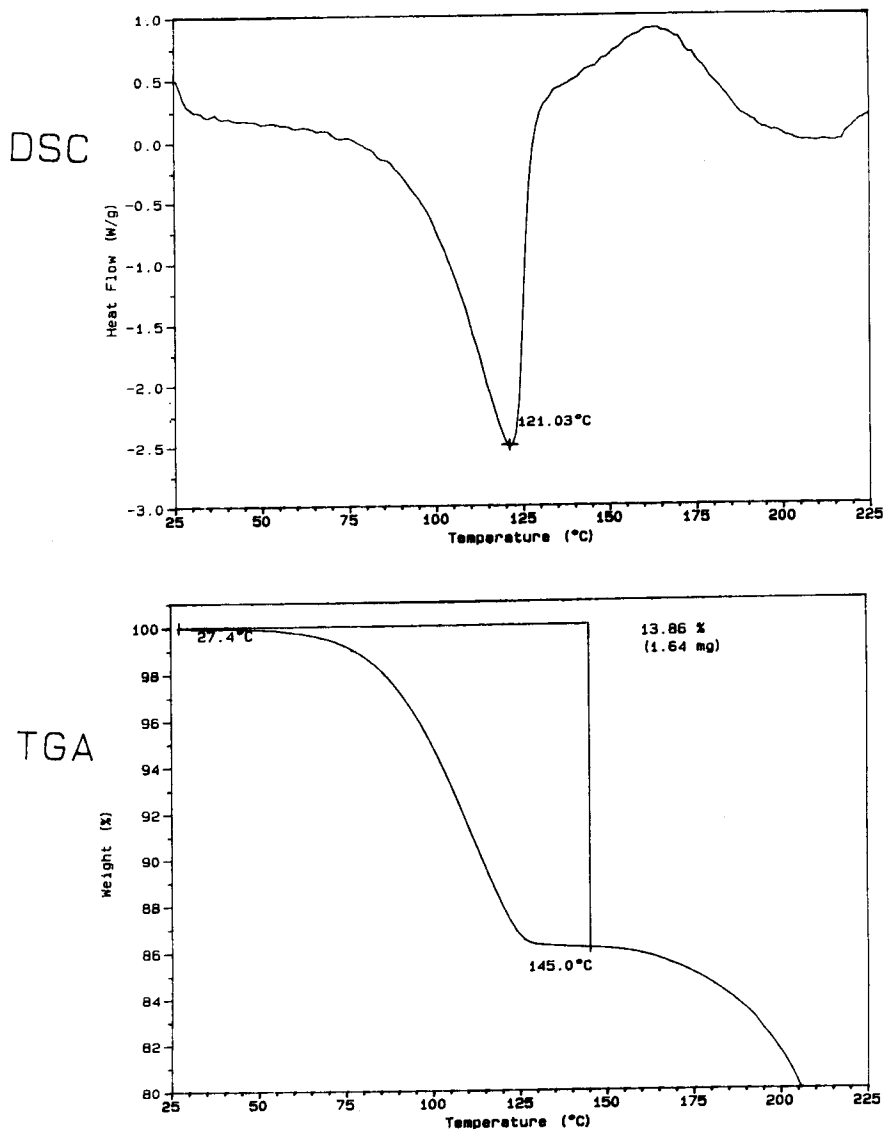 DSC
1.0
0.5
0.0
-0.5
-1.0
-1.5
-2.0
-2.5
-3.0
Heat Flow (W/g)
121.03°C
25 50 75 100 125 150 175 200 225
Temperature (°C)
TGA
100
98
96
94
92
90
88
86
84
82
80
Weight (%)
27.4°C
13.86 %
(1.64 mg)
145.0°C
25 50 75 100 125 150 175 200 225
Temperature (°C)